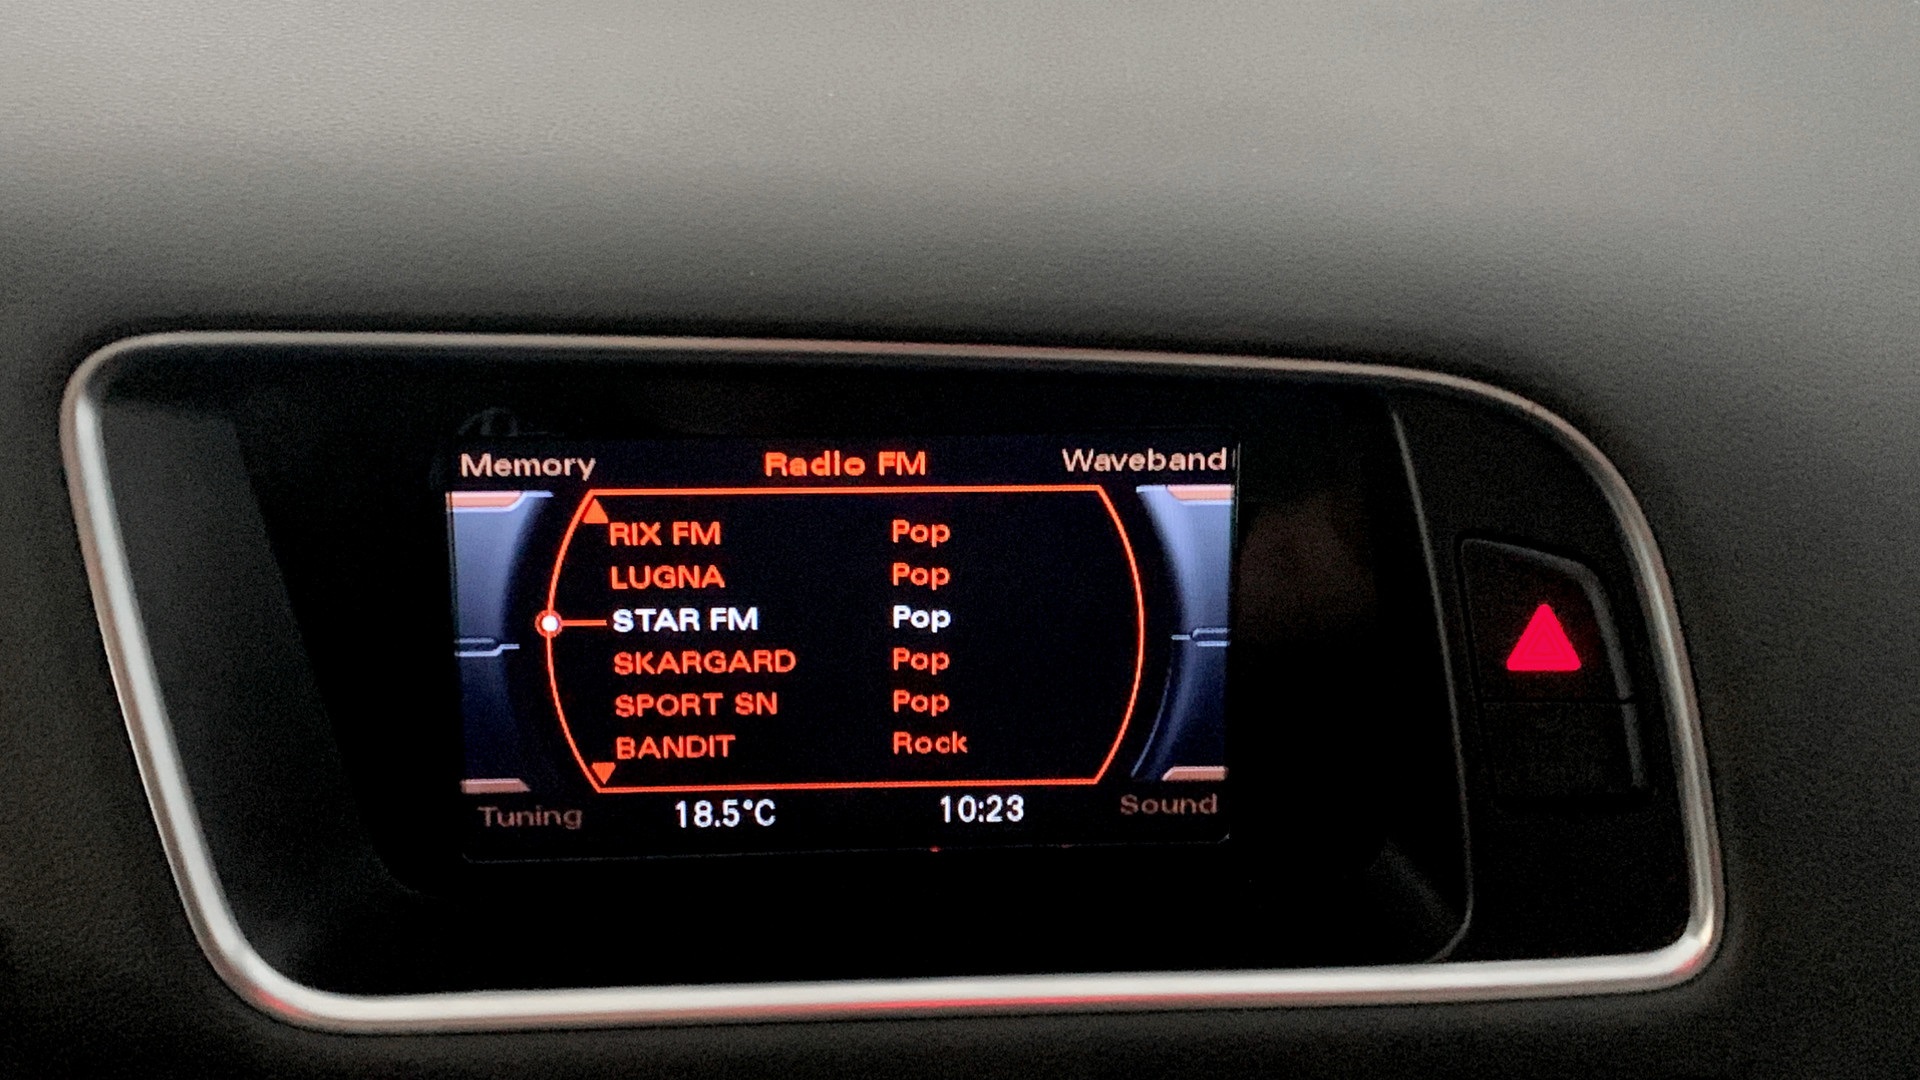 Memory Radio FM Waveband
RIX FM Pop
LUGNA Pop
STAR FM Pop
SKARGARD Pop
SPORT SN Pop
BANDIT Rock
Tuning 18.5°C 10:23 Sound